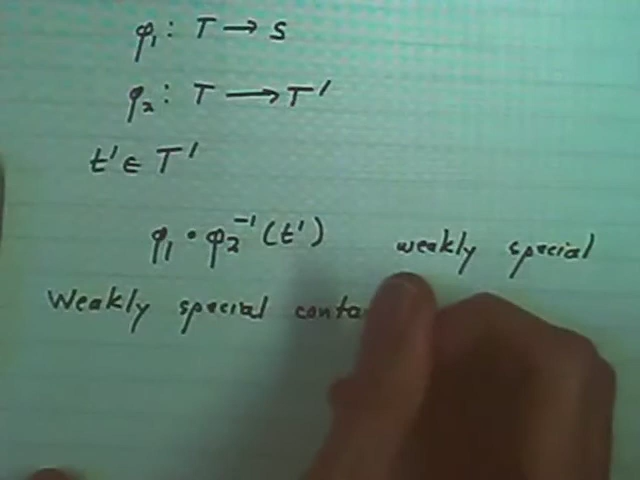 φ₁ : T → S
φ₂ : T → T'
t' ∈ T'
φ₁ ∘ φ₂⁻¹ (t') weakly special
Weakly special conta